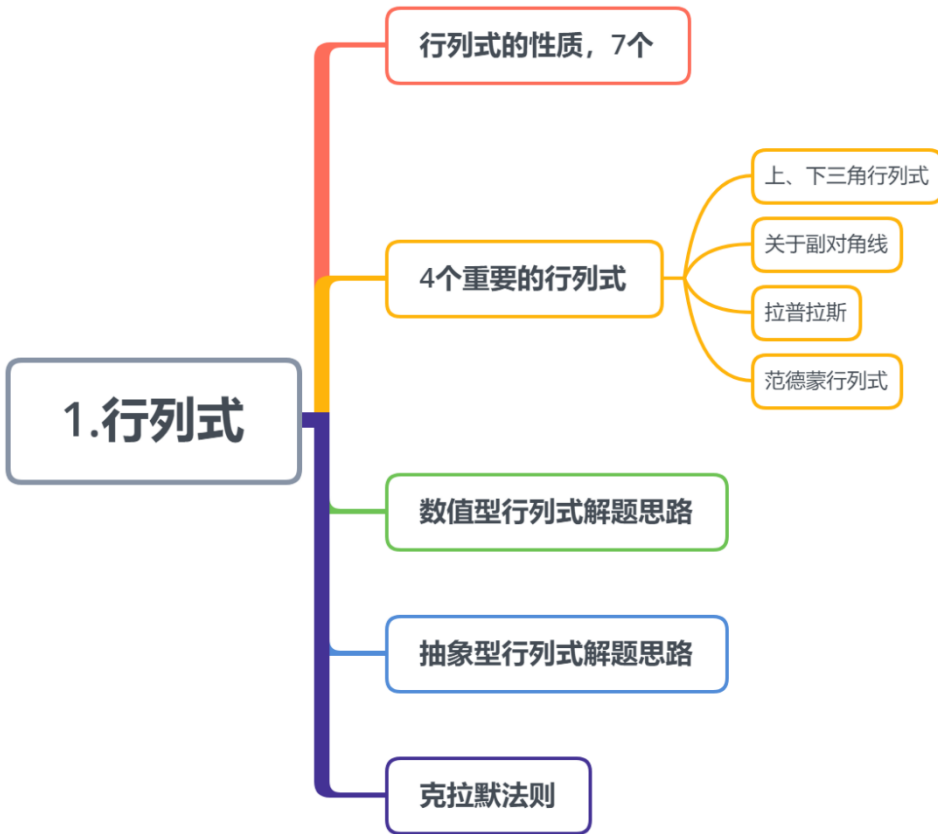 1.行列式
行列式的性质，7个
4个重要的行列式
上、下三角行列式
关于副对角线
拉普拉斯
范德蒙行列式
数值型行列式解题思路
抽象型行列式解题思路
克拉默法则